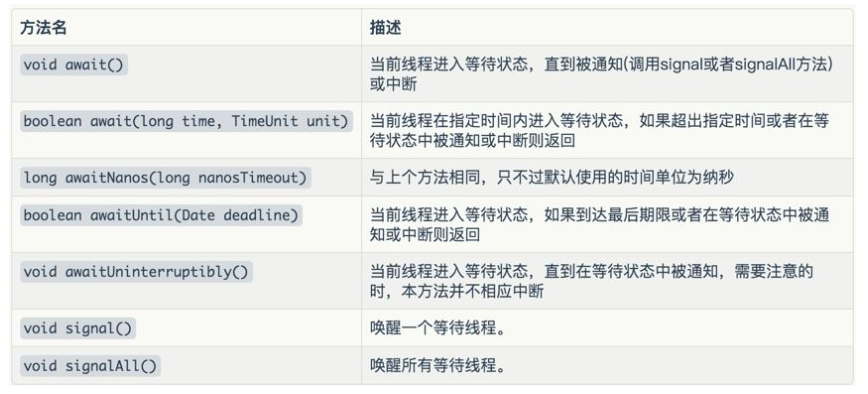 方法名 描述
void await() 当前线程进入等待状态，直到被通知(调用signal或者signalAll方法)
或中断
boolean await(long time, TimeUnit unit) 当前线程在指定时间内进入等待状态，如果超出指定时间或者在等
待状态中被通知或中断则返回
long awaitNanos(long nanosTimeout) 与上个方法相同，只不过默认使用的时间单位为纳秒
boolean awaitUntil(Date deadline) 当前线程进入等待状态，如果到达最后期限或者在等待状态中被通
知或中断则返回
void awaitUninterruptibly() 当前线程进入等待状态，直到在等待状态中被通知，需要注意的
时，本方法并不相应中断
void signal() 唤醒一个等待线程。
void signalAll() 唤醒所有等待线程。